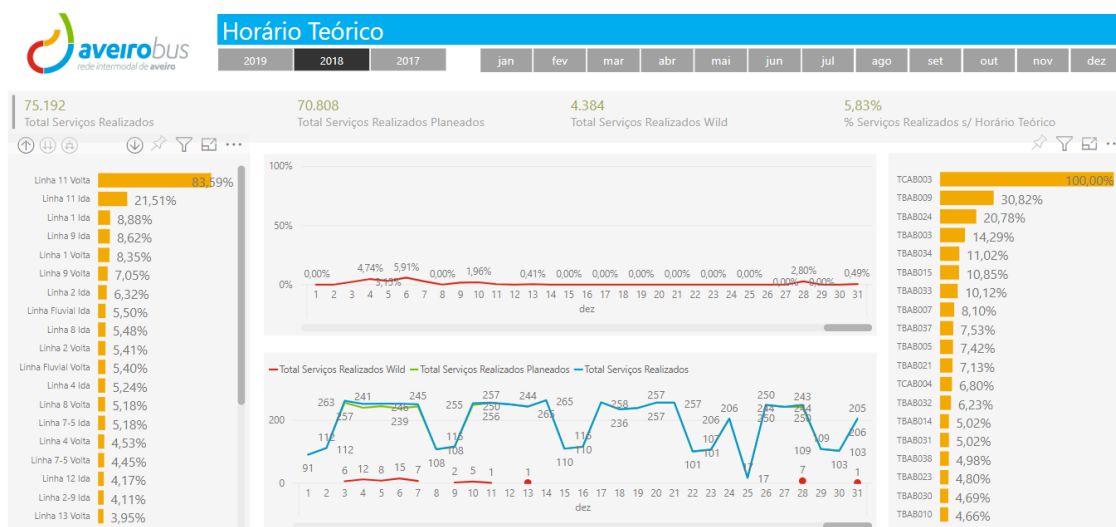 aveirobus
rede intermodal de aveiro
Horário Teórico
2019 2018 2017 jan fev mar abr mai jun jul ago set out nov dez
75.192 70.808 4.384 5,83%
Total Serviços Realizados Total Serviços Realizados Planeados Total Serviços Realizados Wild % Serviços Realizados s/ Horário Teórico
Linha 11 Volta 83,59%
Linha 11 Ida 21,51%
Linha 1 Ida 8,88%
Linha 9 Ida 8,62%
Linha 1 Volta 8,35%
Linha 9 Volta 7,05%
Linha 2 Ida 6,32%
Linha Fluvial Ida 5,50%
Linha 8 Ida 5,48%
Linha 2 Volta 5,41%
Linha Fluvial Volta 5,40%
Linha 4 Ida 5,24%
Linha 8 Volta 5,18%
Linha 7-5 Ida 5,18%
Linha 4 Volta 4,53%
Linha 7-5 Volta 4,45%
Linha 12 Ida 4,17%
Linha 2-9 Ida 4,11%
Linha 13 Volta 3,95%
100%
50%
0%
0,00% 4,74% 3,15% 5,91% 0,00% 1,96% 0,41% 0,00% 0,00% 0,00% 0,00% 0,00% 0,00% 0,00% 2,80% 0,00% 0,49%
1 2 3 4 5 6 7 8 9 10 11 12 13 14 15 16 17 18 19 20 21 22 23 24 25 26 27 28 29 30 31
dez
Total Serviços Realizados Wild Total Serviços Realizados Planeados Total Serviços Realizados
200
0
263 241 245 255 257 244 265 258 257 257 206 206 250 243 205
257 239 250 256 265 236 257 250 244 250 206
91 112 112 108 108 116 110 110 116 101 101 107 17 17 109 109 103 103
6 12 8 15 7 2 5 1 1 7 1
1 2 3 4 5 6 7 8 9 10 11 12 13 14 15 16 17 18 19 20 21 22 23 24 25 26 27 28 29 30 31
dez
TCAB003 100,00%
TBAB009 30,82%
TBAB024 20,78%
TBAB003 14,29%
TBAB034 11,02%
TBAB015 10,85%
TBAB033 10,12%
TBAB007 8,10%
TBAB037 7,53%
TBAB005 7,42%
TBAB021 7,13%
TCAB004 6,80%
TBAB032 6,23%
TBAB014 5,02%
TBAB031 5,02%
TBAB038 4,98%
TBAB023 4,80%
TBAB030 4,69%
TBAB010 4,66%